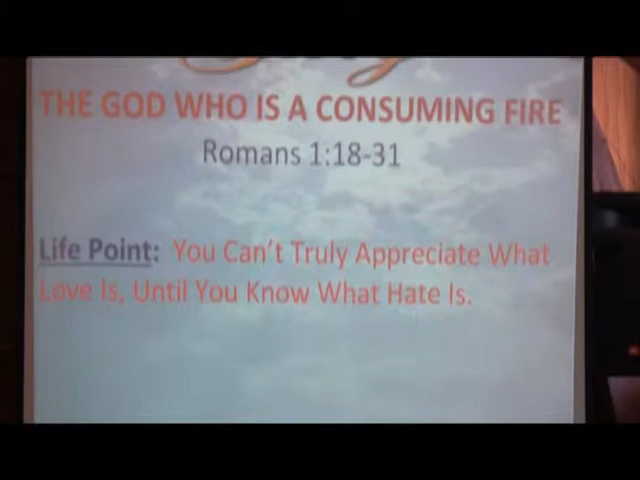 THE GOD WHO IS A CONSUMING FIRE
Romans 1:18-31
Life Point: You Can't Truly Appreciate What
Love Is, Until You Know What Hate Is.